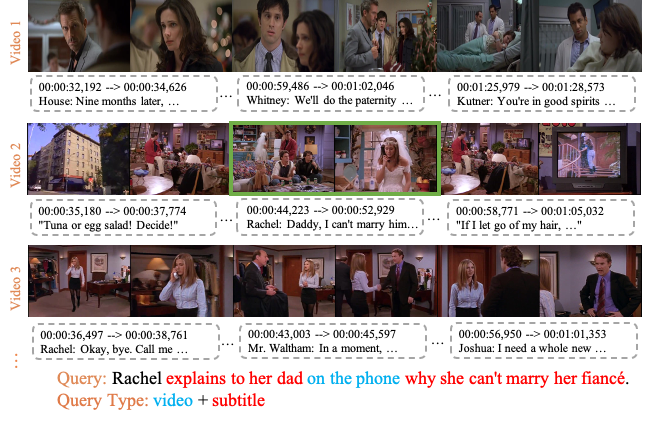 Video 1
00:00:32,192 --> 00:00:34,626
House: Nine months later, …
...
00:00:59,486 --> 00:01:02,046
Whitney: We'll do the paternity …
...
00:01:25,979 --> 00:01:28,573
Kutner: You're in good spirits …
Video 2
00:00:35,180 --> 00:00:37,774
"Tuna or egg salad! Decide!"
...
00:00:44,223 --> 00:00:52,929
Rachel: Daddy, I can't marry him…
...
00:00:58,771 --> 00:01:05,032
"If I let go of my hair, …"
Video 3
00:00:36,497 --> 00:00:38,761
Rachel: Okay, bye. Call me …
...
00:00:43,003 --> 00:00:45,597
Mr. Waltham: In a moment, …
...
00:00:56,950 --> 00:01:01,353
Joshua: I need a whole new …
...
Query: Rachel explains to her dad on the phone why she can't marry her fiancé.
Query Type: video + subtitle